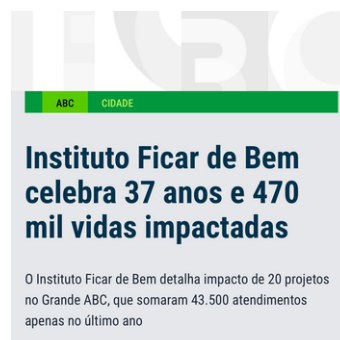 ABC CIDADE
Instituto Ficar de Bem
celebra 37 anos e 470
mil vidas impactadas
O Instituto Ficar de Bem detalha impacto de 20 projetos
no Grande ABC, que somaram 43.500 atendimentos
apenas no último ano